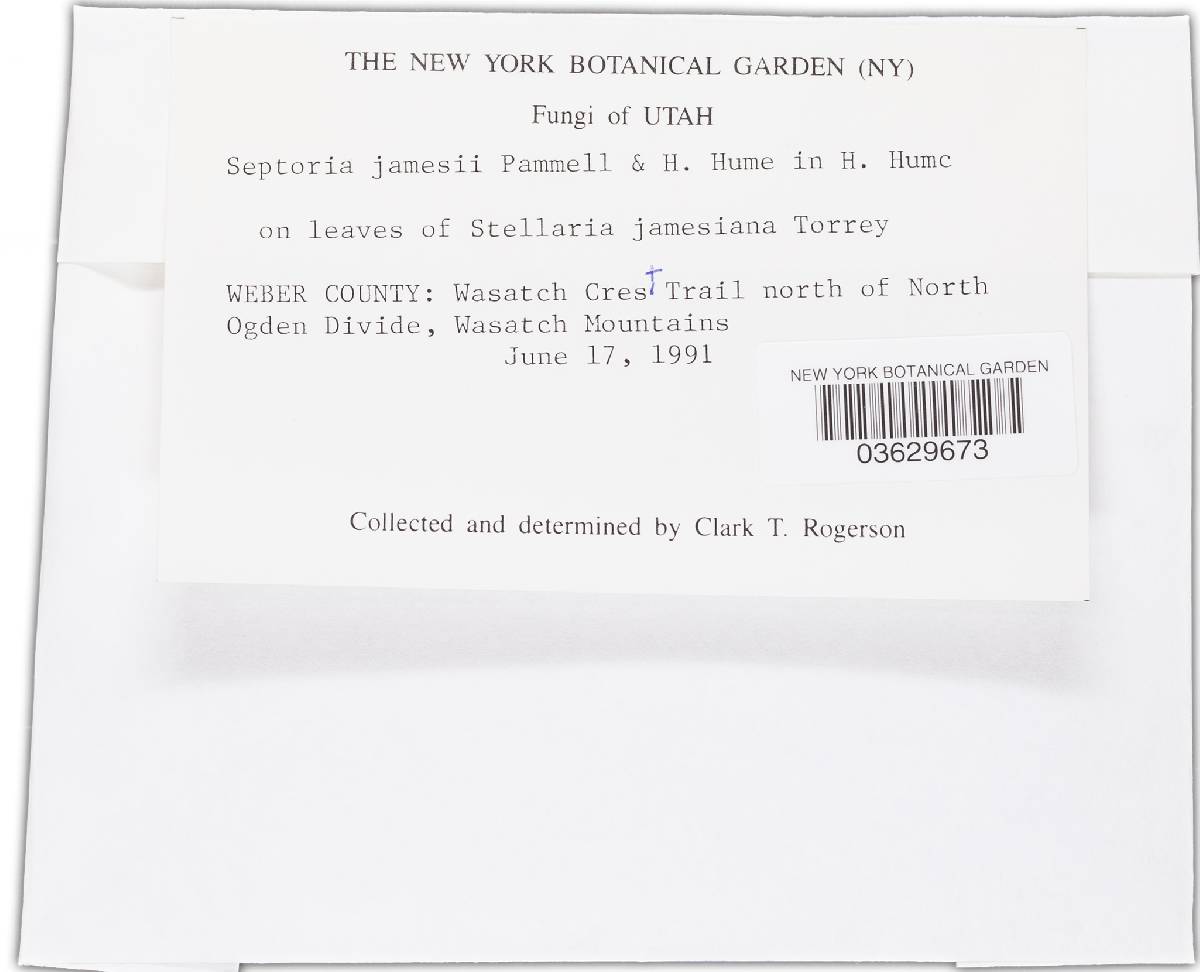 THE NEW YORK BOTANICAL GARDEN (NY)
Fungi of UTAH
Septoria jamesii Pammell & H. Hume in H. Hume
on leaves of Stellaria jamesiana Torrey
WEBER COUNTY: Wasatch Crest Trail north of North
Ogden Divide, Wasatch Mountains
June 17, 1991
NEW YORK BOTANICAL GARDEN
03629673
Collected and determined by Clark T. Rogerson